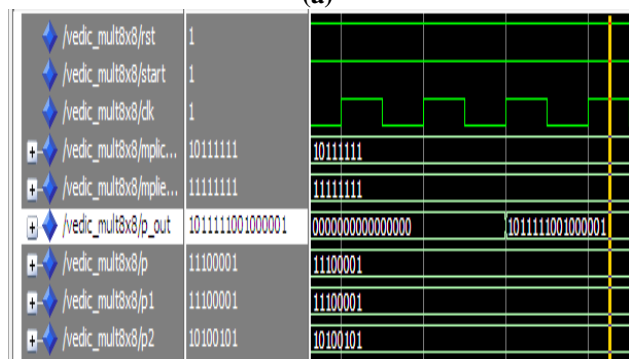 (a)
/vedic_mult8x8/rst 1
/vedic_mult8x8/start 1
/vedic_mult8x8/clk 1
/vedic_mult8x8/mplic... 10111111 10111111
/vedic_mult8x8/mplie... 11111111 11111111
/vedic_mult8x8/p_out 1011111001000001 0000000000000000 1011111001000001
/vedic_mult8x8/p 11100001 11100001
/vedic_mult8x8/p1 11100001 11100001
/vedic_mult8x8/p2 10100101 10100101